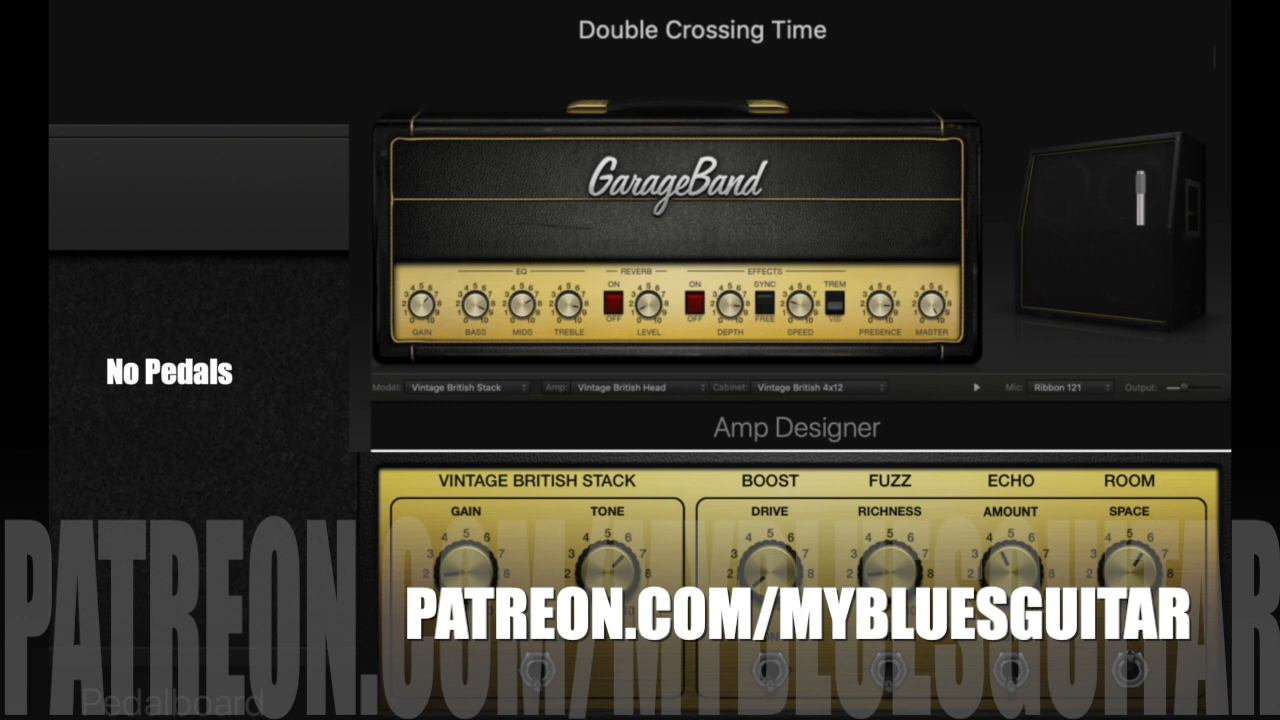 Double Crossing Time
GarageBand
EQ REVERB EFFECTS
ON ON SYNC TREM
OFF OFF FREE VIB
GAIN BASS MIDS TREBLE LEVEL DEPTH SPEED PRESENCE MASTER
No Pedals
Model: Vintage British Stack Amp: Vintage British Head Cabinet: Vintage British 4x12 Mic: Ribbon 121 Output:
Amp Designer
VINTAGE BRITISH STACK BOOST FUZZ ECHO ROOM
GAIN TONE DRIVE RICHNESS AMOUNT SPACE
PATREON.COM/MYBLUESGUITAR
PATREON.COM/MYBLUESGUITAR
Pedalboard